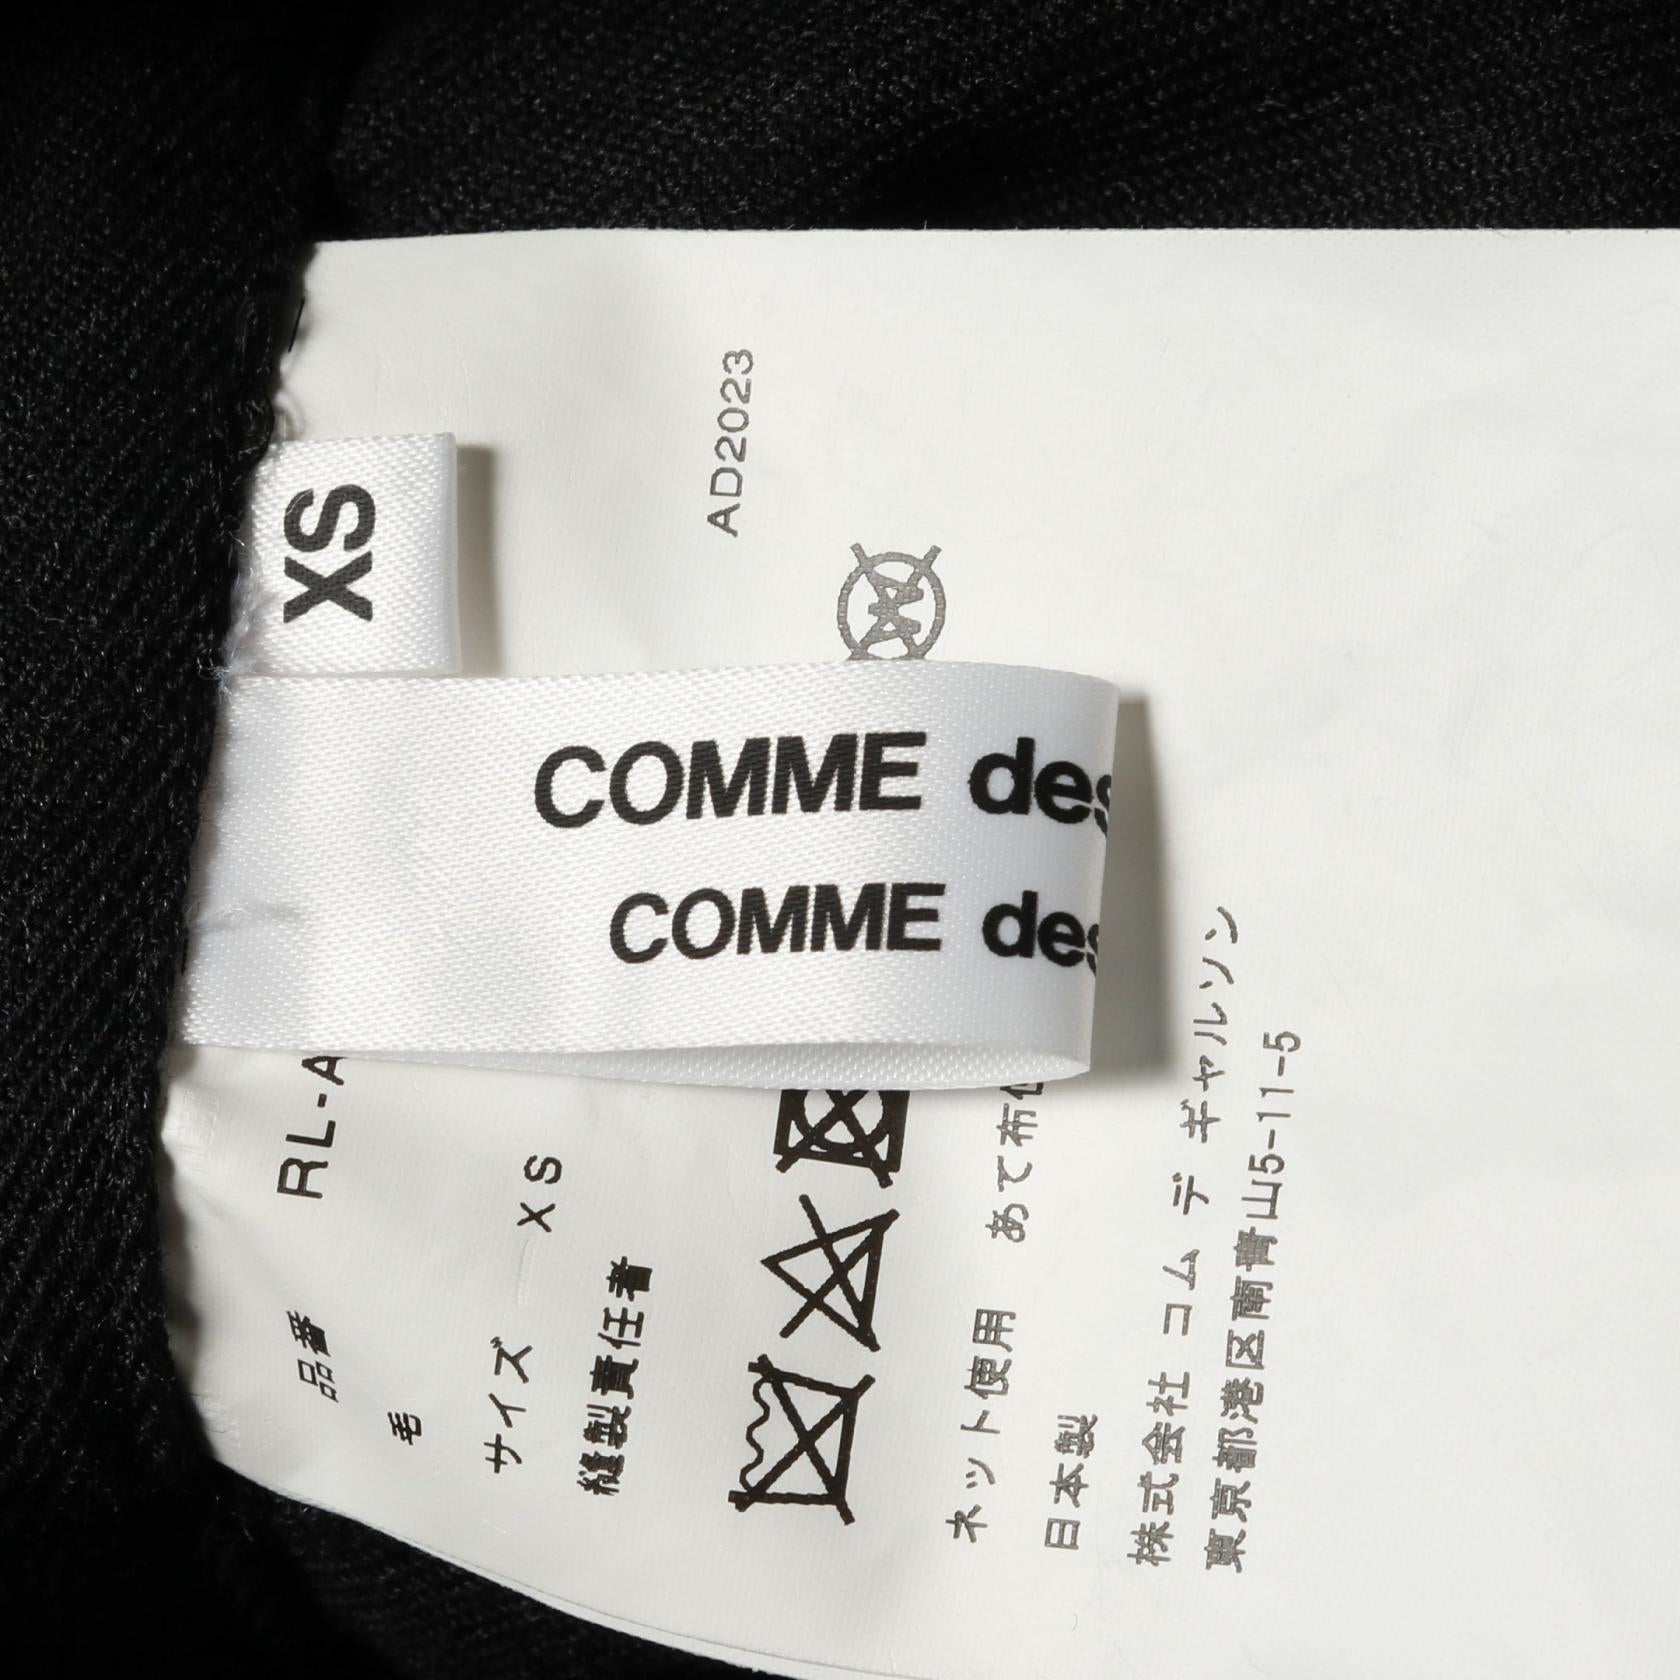 XS
COMME des
COMME des
AD2023
品番 RL-A
毛
サイズ XS
縫製責任者
ネット使用 あて布
日本製
株式会社 コム デ ギャルソン
東京都港区南青山5-11-5